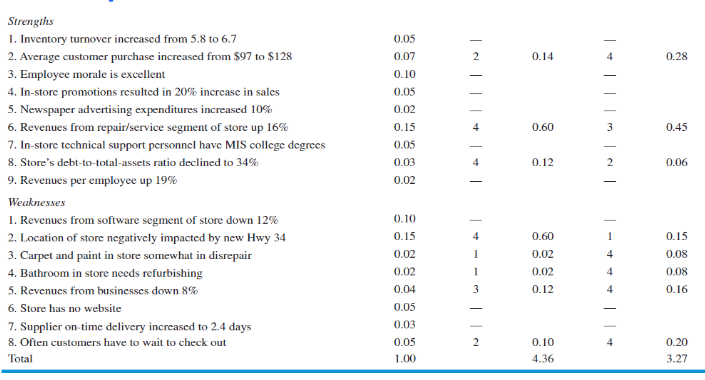 Strengths
1. Inventory turnover increased from 5.8 to 6.7 0.05 — —
2. Average customer purchase increased from $97 to $128 0.07 2 0.14 4 0.28
3. Employee morale is excellent 0.10 — —
4. In-store promotions resulted in 20% increase in sales 0.05 — —
5. Newspaper advertising expenditures increased 10% 0.02 — —
6. Revenues from repair/service segment of store up 16% 0.15 4 0.60 3 0.45
7. In-store technical support personnel have MIS college degrees 0.05 — —
8. Store's debt-to-total-assets ratio declined to 34% 0.03 4 0.12 2 0.06
9. Revenues per employee up 19% 0.02 — —
Weaknesses
1. Revenues from software segment of store down 12% 0.10 — —
2. Location of store negatively impacted by new Hwy 34 0.15 4 0.60 1 0.15
3. Carpet and paint in store somewhat in disrepair 0.02 1 0.02 4 0.08
4. Bathroom in store needs refurbishing 0.02 1 0.02 4 0.08
5. Revenues from businesses down 8% 0.04 3 0.12 4 0.16
6. Store has no website 0.05 — —
7. Supplier on-time delivery increased to 2.4 days 0.03 — —
8. Often customers have to wait to check out 0.05 2 0.10 4 0.20
Total 1.00 4.36 3.27